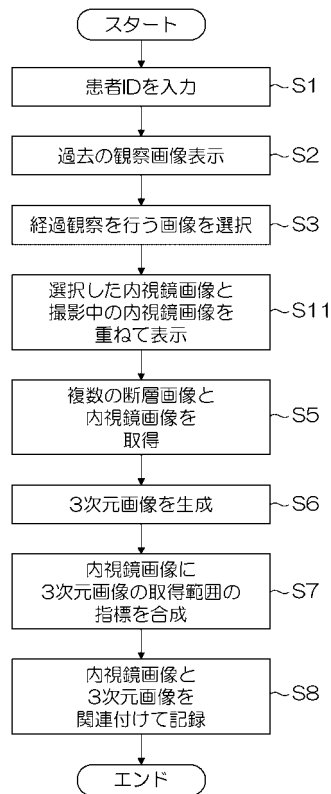 スタート
患者IDを入力
~S1
過去の観察画像表示
~S2
経過観察を行う画像を選択
~S3
選択した内視鏡画像と
撮影中の内視鏡画像を
重ねて表示
~S11
複数の断層画像と
内視鏡画像を
取得
~S5
3次元画像を生成
~S6
内視鏡画像に
3次元画像の取得範囲の
指標を合成
~S7
内視鏡画像と
3次元画像を
関連付けて記録
~S8
エンド